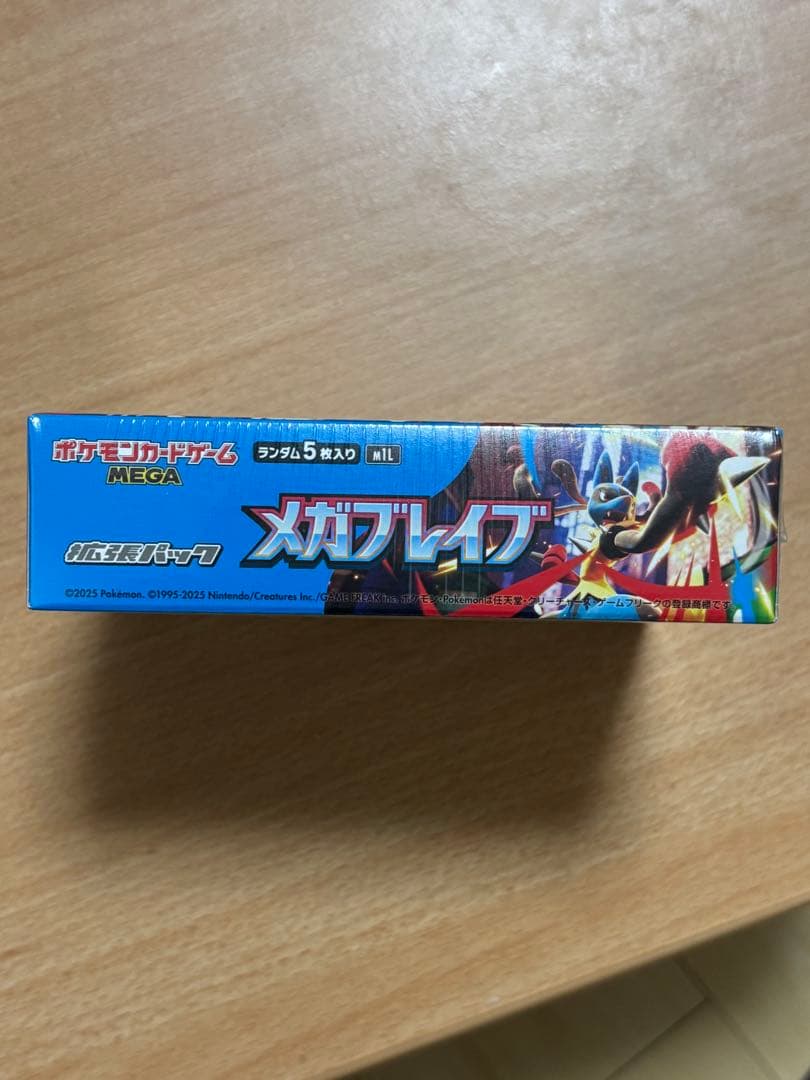 ポケモンカードゲーム
MEGA
ランダム5枚入り
M1L
拡張パック
メガブレイブ
©2025 Pokémon. ©1995-2025 Nintendo/Creatures Inc./GAME FREAK inc. ポケモン・Pokémonは任天堂・クリーチャーズ・ゲームフリークの登録商標です。